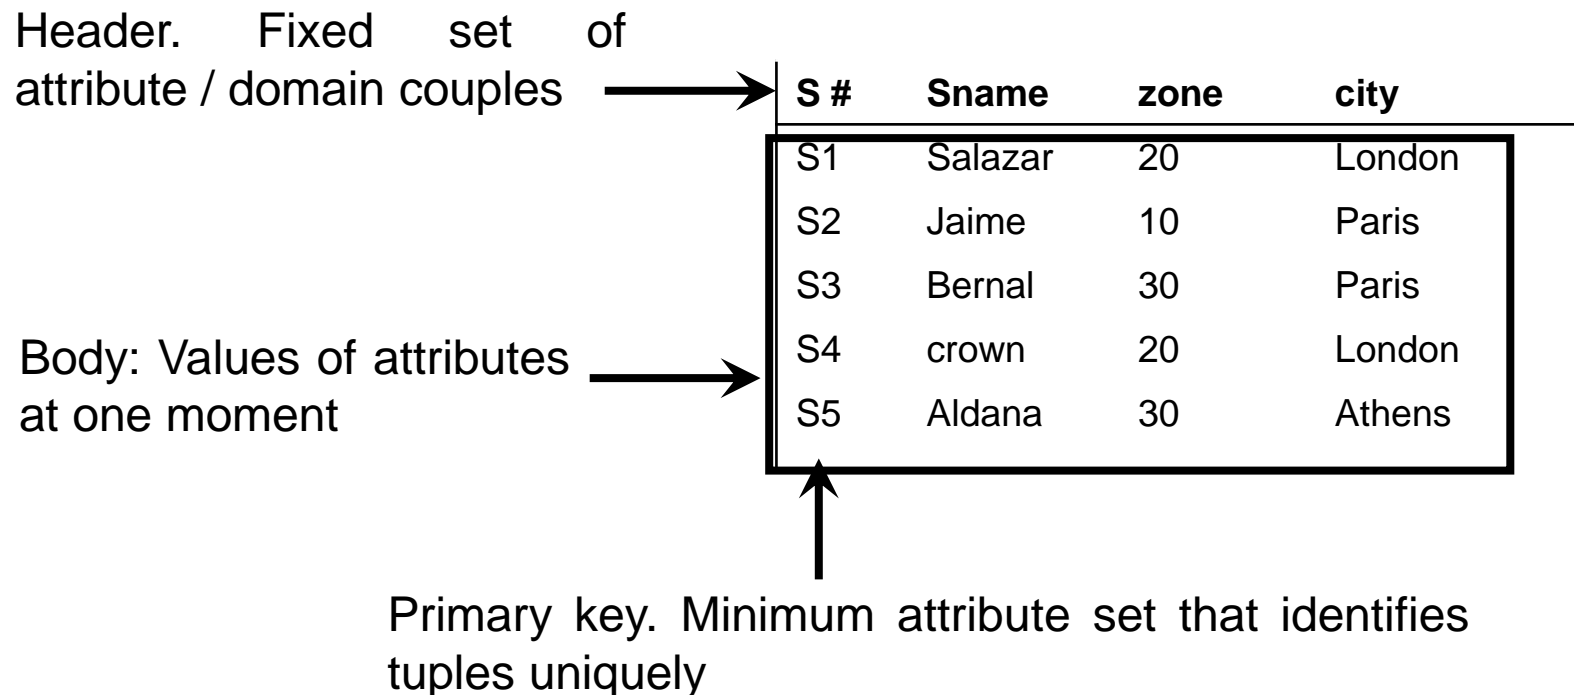 Header. Fixed set of
attribute / domain couples
S # Sname zone city
S1 Salazar 20 London
S2 Jaime 10 Paris
S3 Bernal 30 Paris
S4 crown 20 London
S5 Aldana 30 Athens
Body: Values of attributes
at one moment
Primary key. Minimum attribute set that identifies
tuples uniquely